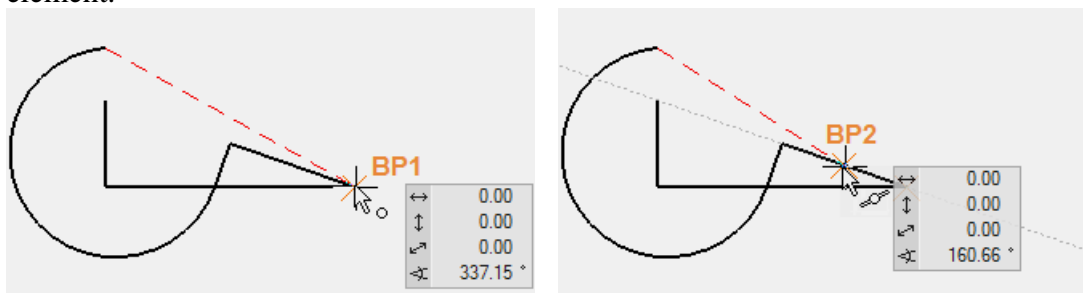 element.
BP1
↔ 0.00
↕ 0.00
⤢ 0.00
∢ 337.15 °
BP2
↔ 0.00
↕ 0.00
⤢ 0.00
∢ 160.66 °